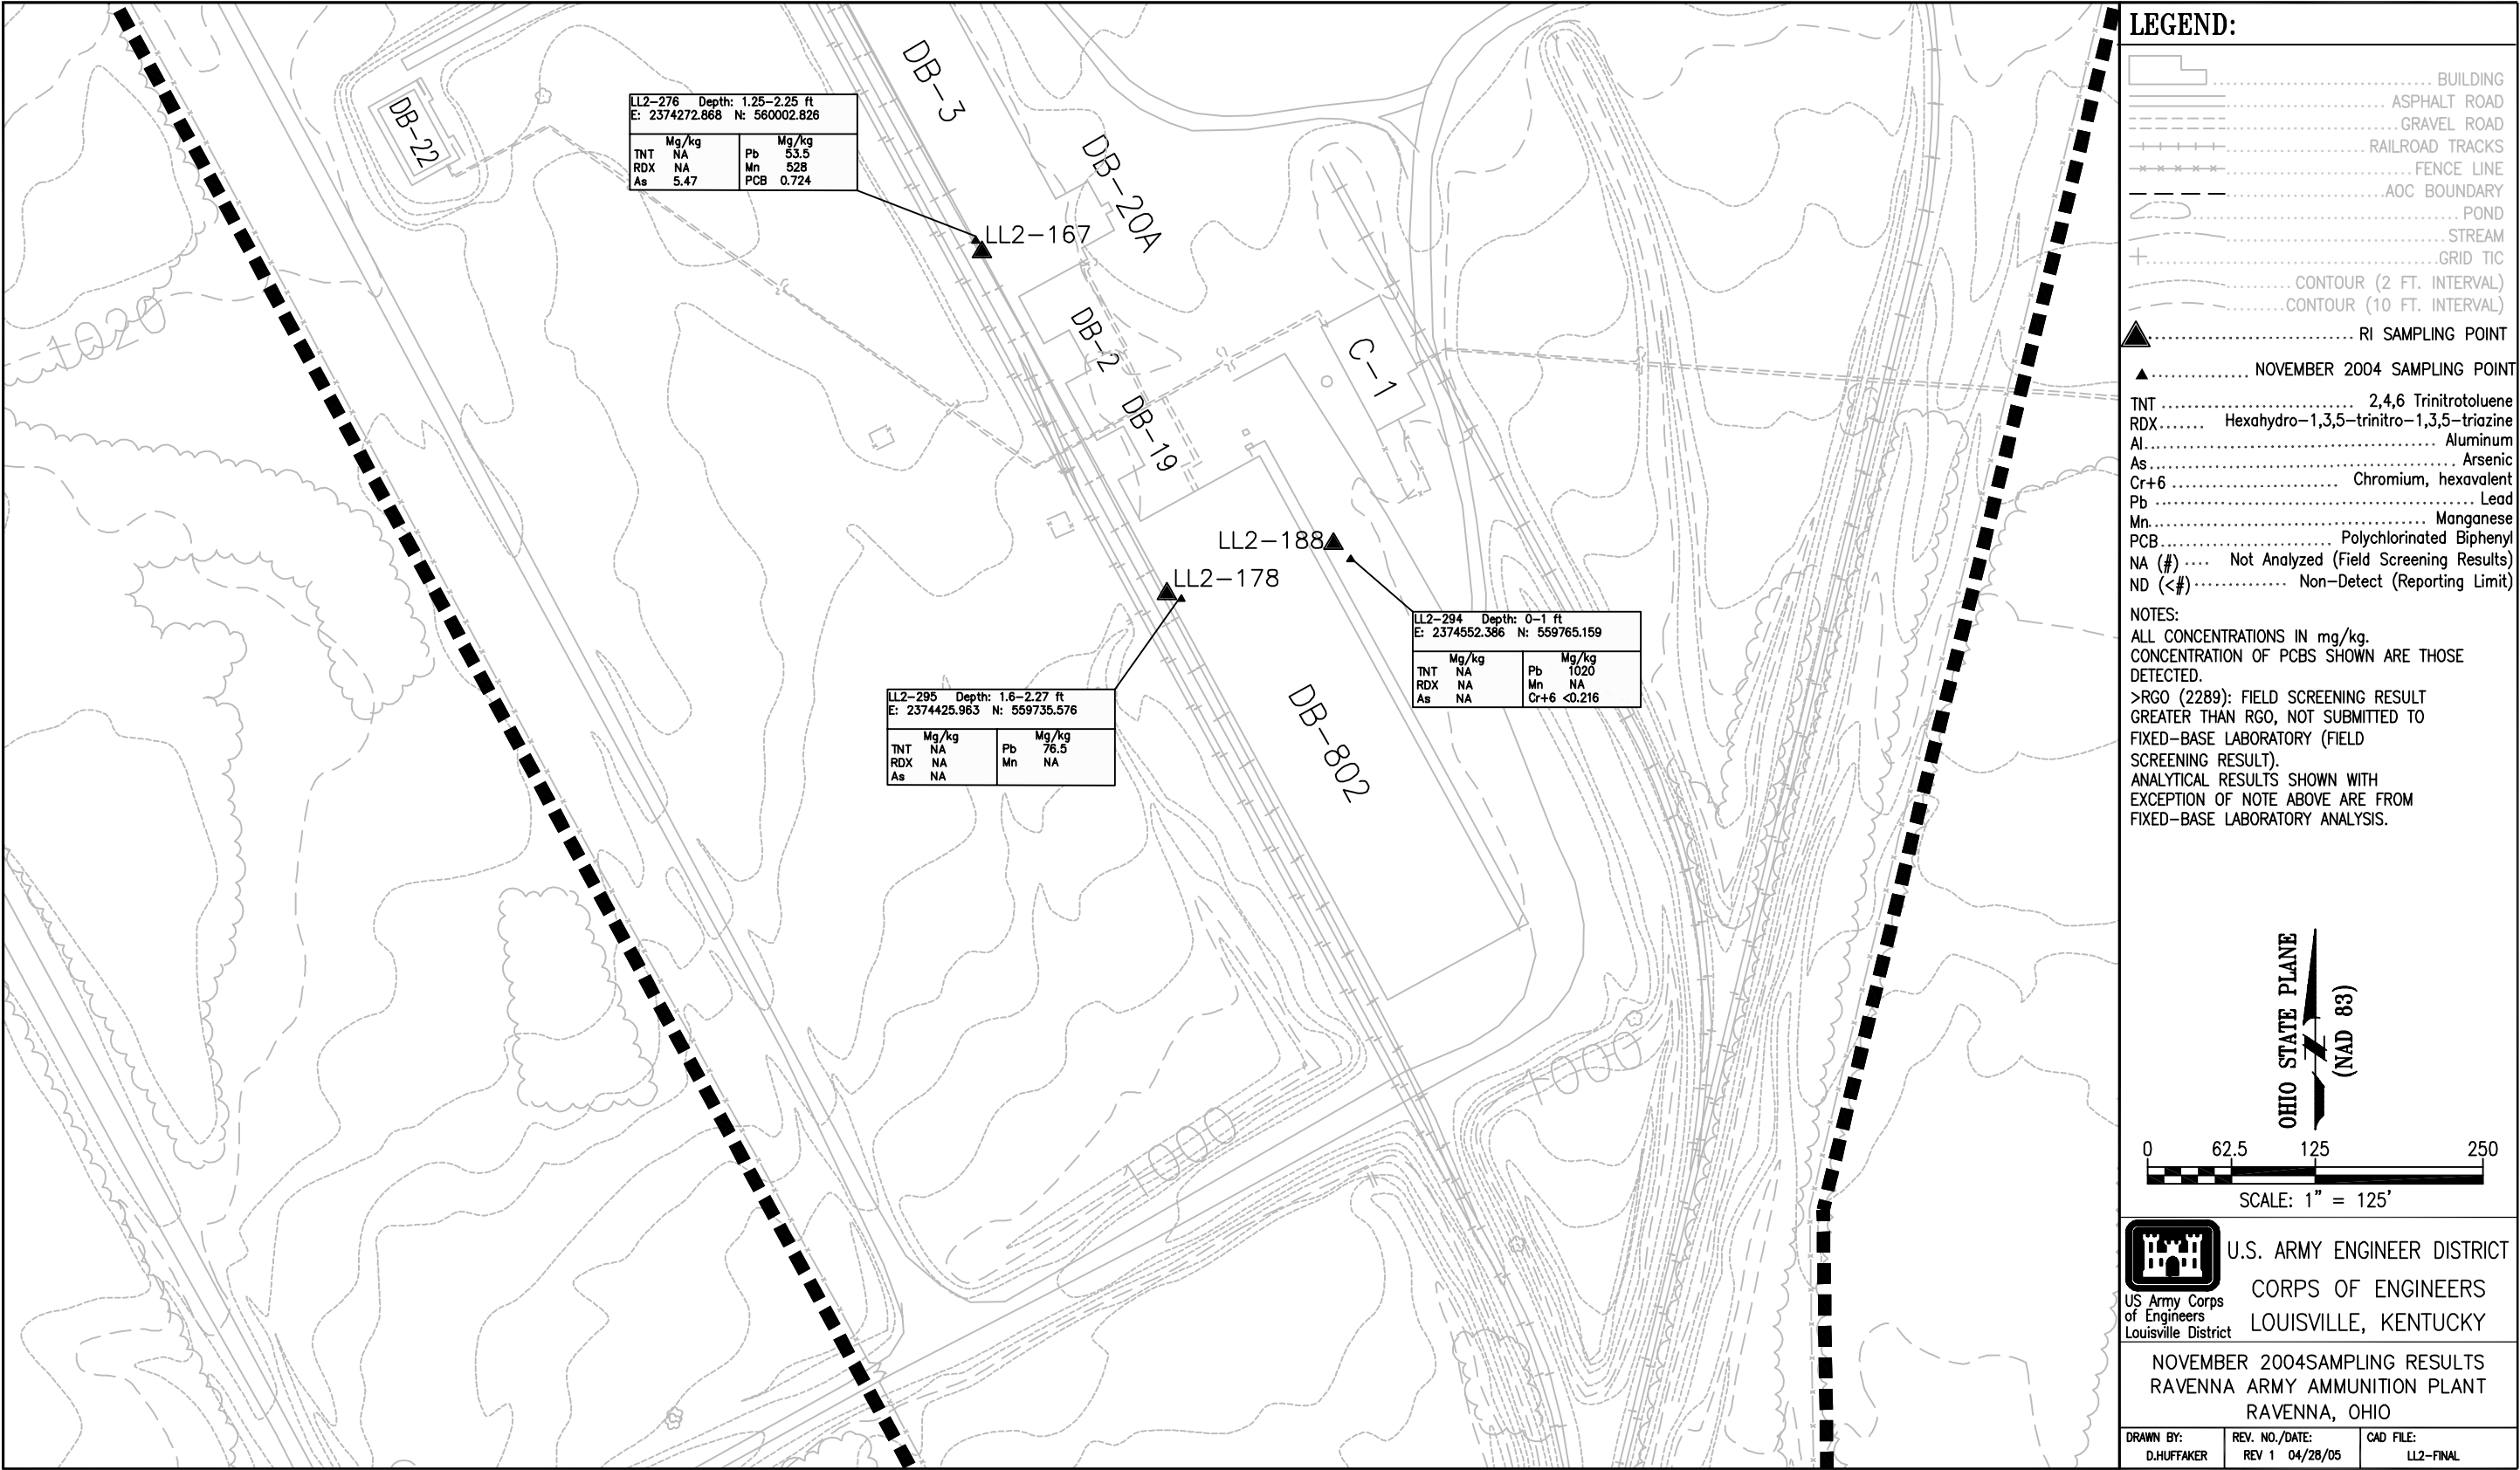 DB-22
DB-3
DB-20A
DB-2
DB-19
C-1
DB-802
1020
1000
1000
LL2-276 Depth: 1.25-2.25 ft
E: 2374272.868 N: 560002.826
Mg/kg Mg/kg
TNT NA Pb 53.5
RDX NA Mn 528
As 5.47 PCB 0.724
LL2-167
LL2-188
LL2-178
LL2-294 Depth: 0-1 ft
E: 2374552.386 N: 559765.159
Mg/kg Mg/kg
TNT NA Pb 1020
RDX NA Mn NA
As NA Cr+6 <0.216
LL2-295 Depth: 1.6-2.27 ft
E: 2374425.963 N: 559735.576
Mg/kg Mg/kg
TNT NA Pb 76.5
RDX NA Mn NA
As NA
LEGEND:
BUILDING
ASPHALT ROAD
GRAVEL ROAD
RAILROAD TRACKS
FENCE LINE
AOC BOUNDARY
POND
STREAM
GRID TIC
CONTOUR (2 FT. INTERVAL)
CONTOUR (10 FT. INTERVAL)
RI SAMPLING POINT
NOVEMBER 2004 SAMPLING POINT
TNT 2,4,6 Trinitrotoluene
RDX Hexahydro-1,3,5-trinitro-1,3,5-triazine
Al Aluminum
As Arsenic
Cr+6 Chromium, hexavalent
Pb Lead
Mn Manganese
PCB Polychlorinated Biphenyl
NA (#) Not Analyzed (Field Screening Results)
ND (<#) Non-Detect (Reporting Limit)
NOTES:
ALL CONCENTRATIONS IN mg/kg.
CONCENTRATION OF PCBS SHOWN ARE THOSE
DETECTED.
>RGO (2289): FIELD SCREENING RESULT
GREATER THAN RGO, NOT SUBMITTED TO
FIXED-BASE LABORATORY (FIELD
SCREENING RESULT).
ANALYTICAL RESULTS SHOWN WITH
EXCEPTION OF NOTE ABOVE ARE FROM
FIXED-BASE LABORATORY ANALYSIS.
OHIO STATE PLANE
(NAD 83)
0 62.5 125 250
SCALE: 1" = 125'
U.S. ARMY ENGINEER DISTRICT
CORPS OF ENGINEERS
LOUISVILLE, KENTUCKY
US Army Corps
of Engineers
Louisville District
NOVEMBER 2004SAMPLING RESULTS
RAVENNA ARMY AMMUNITION PLANT
RAVENNA, OHIO
DRAWN BY: REV. NO./DATE: CAD FILE:
D.HUFFAKER REV 1 04/28/05 LL2-FINAL